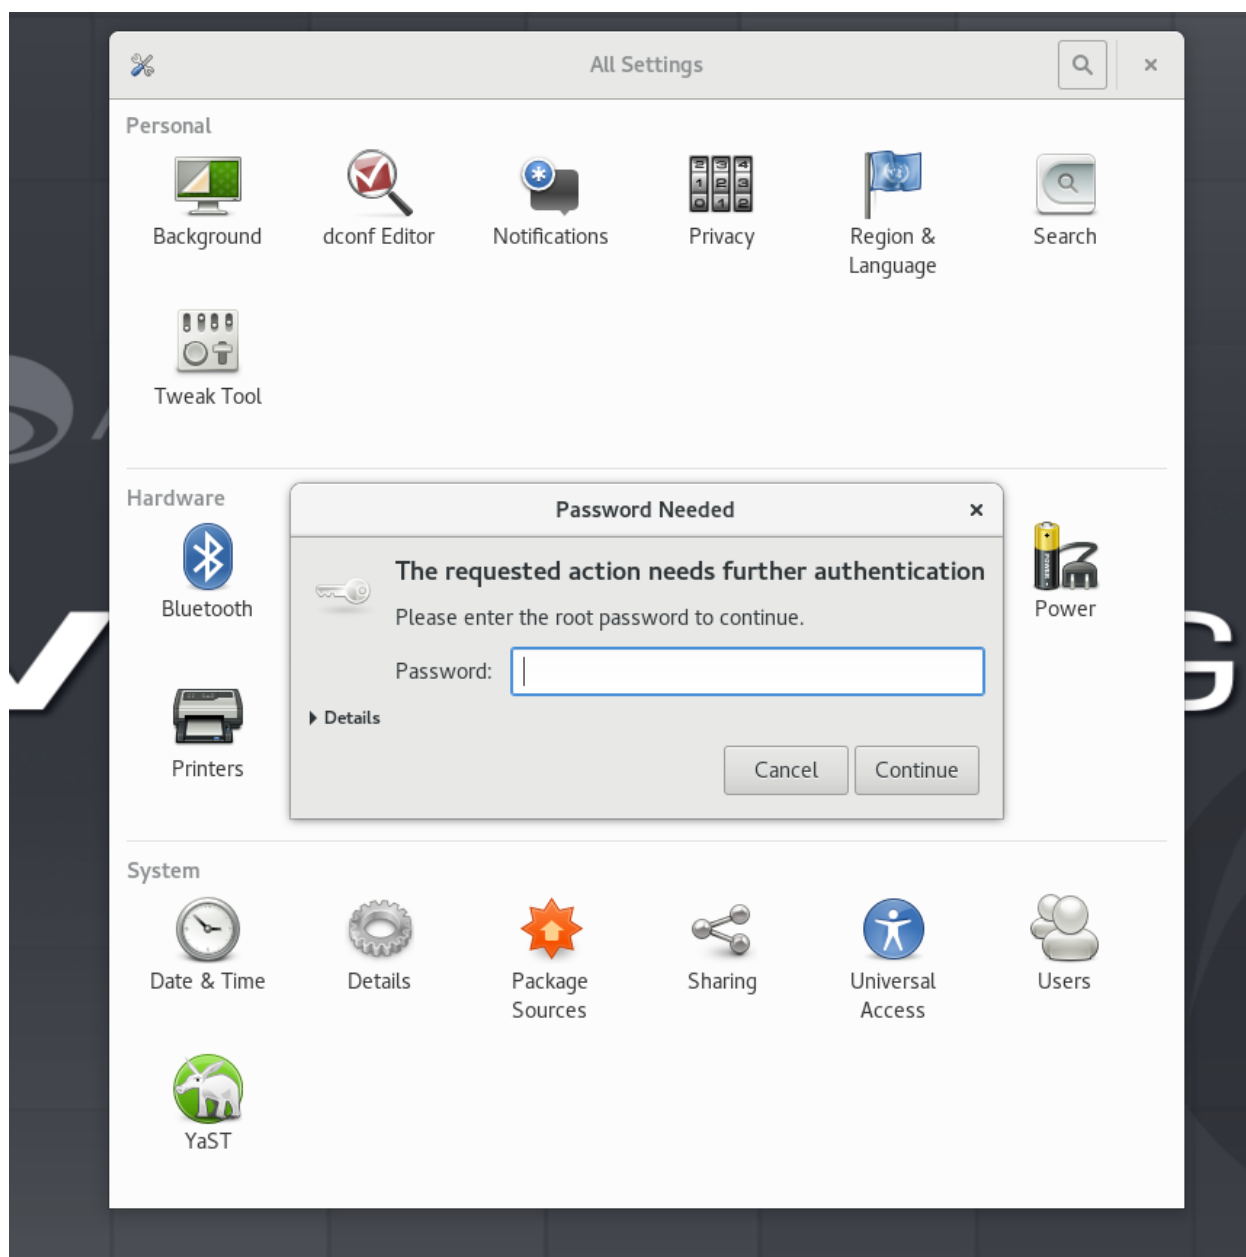 All Settings
Personal
Background
dconf Editor
Notifications
Privacy
Region &
Language
Search
Tweak Tool
Hardware
Bluetooth
Power
Printers
Password Needed
The requested action needs further authentication
Please enter the root password to continue.
Password:
Details
Cancel
Continue
System
Date & Time
Details
Package
Sources
Sharing
Universal
Access
Users
YaST